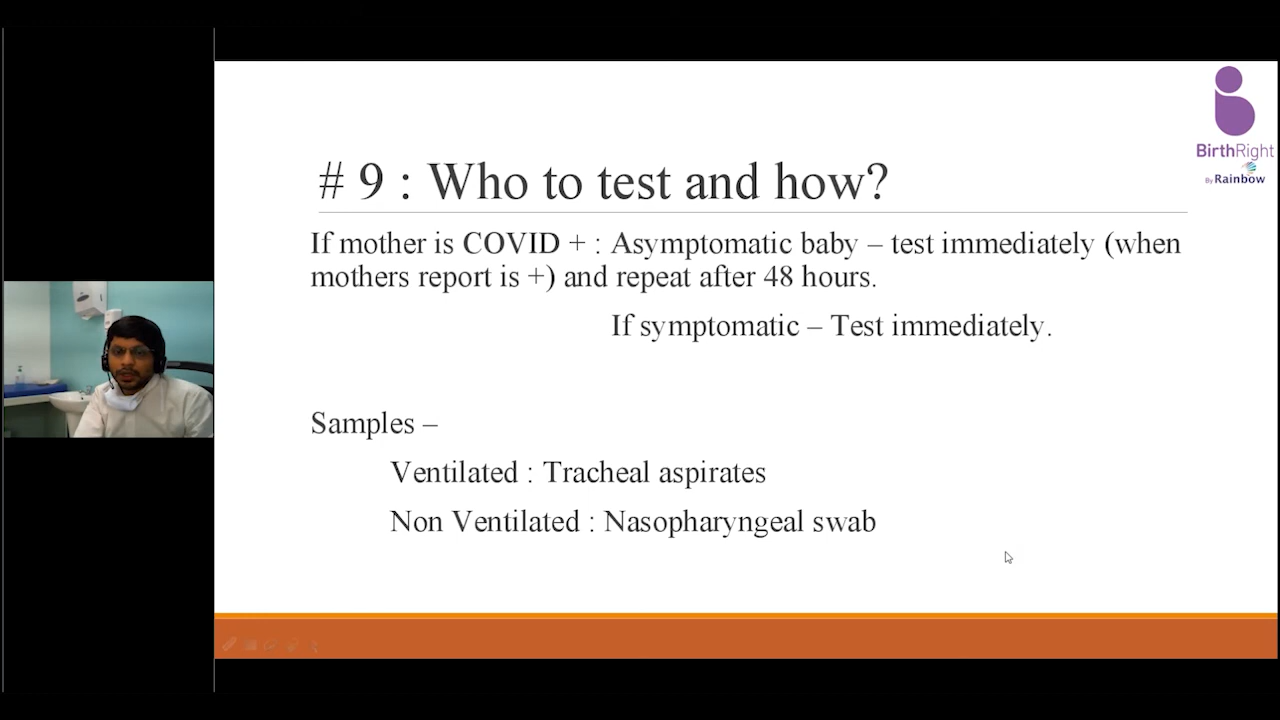 BirthRight
By Rainbow
# 9 : Who to test and how?
If mother is COVID + : Asymptomatic baby – test immediately (when
mothers report is +) and repeat after 48 hours.
If symptomatic – Test immediately.
Samples –
Ventilated : Tracheal aspirates
Non Ventilated : Nasopharyngeal swab